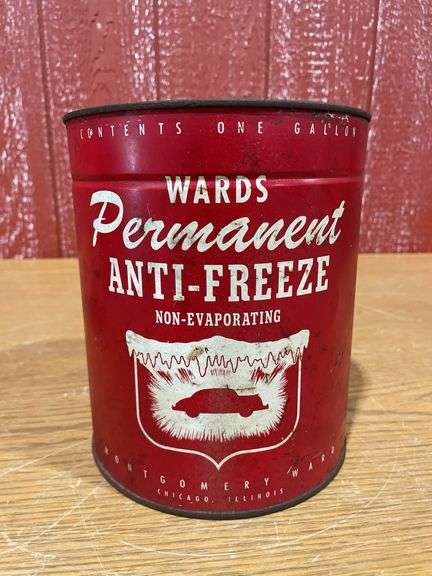 CONTENTS ONE GALLON
WARDS
Permanent
ANTI-FREEZE
NON-EVAPORATING
MONTGOMERY WARD
CHICAGO, ILLINOIS